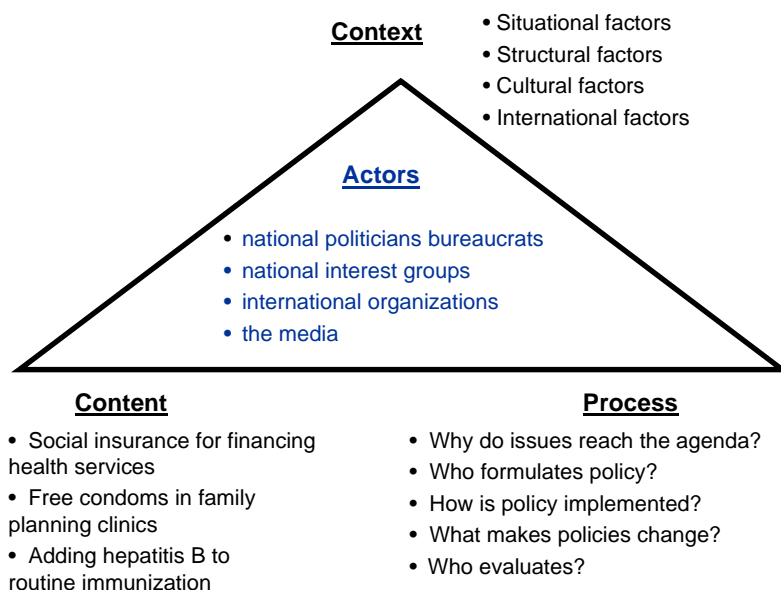 Context
• Situational factors
• Structural factors
• Cultural factors
• International factors
Actors
• national politicians bureaucrats
• national interest groups
• international organizations
• the media
Content
• Social insurance for financing
health services
• Free condoms in family
planning clinics
• Adding hepatitis B to
routine immunization
Process
• Why do issues reach the agenda?
• Who formulates policy?
• How is policy implemented?
• What makes policies change?
• Who evaluates?